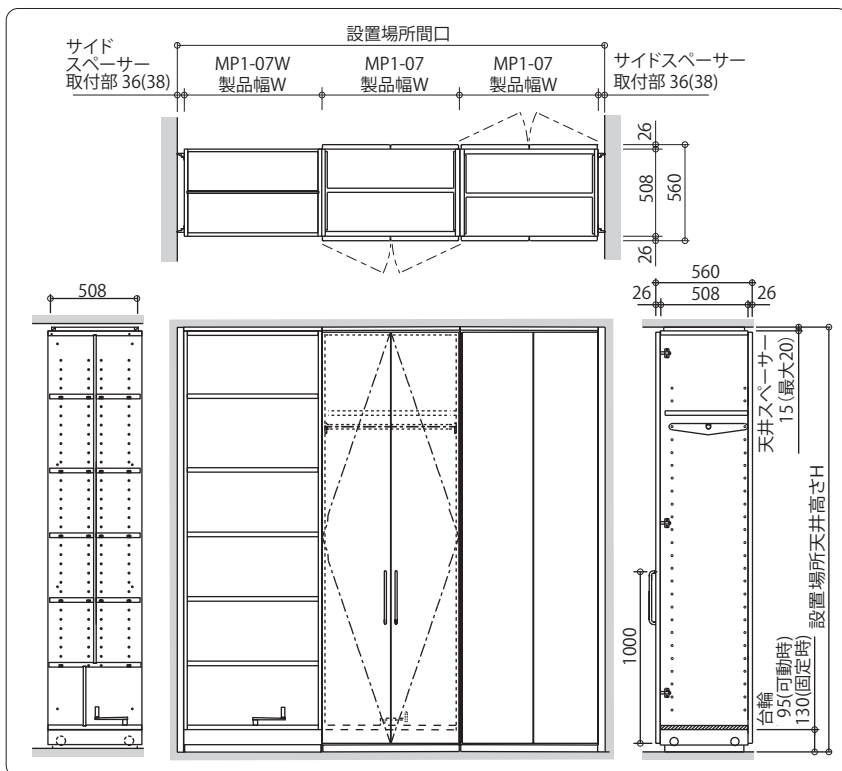 設置場所間口
サイド
スペーサー
取付部 36(38)
MP1-07W
製品幅W
MP1-07
製品幅W
MP1-07
製品幅W
サイドスペーサー
取付部 36(38)
26
508
560
26
508
560
26
508
26
天井スペーサー
15(最大20)
設置場所天井高さH
1000
台輪
95(可動時)
130(固定時)